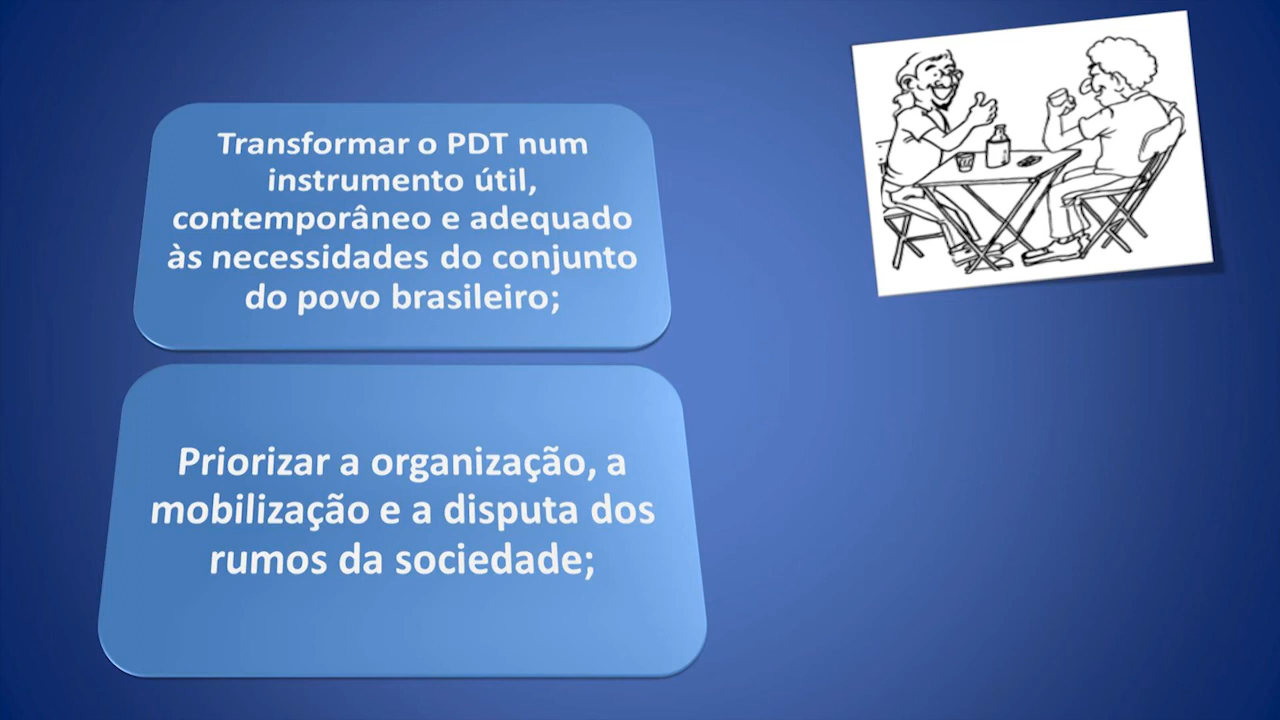 Transformar o PDT num
instrumento útil,
contemporâneo e adequado
às necessidades do conjunto
do povo brasileiro;
Priorizar a organização, a
mobilização e a disputa dos
rumos da sociedade;